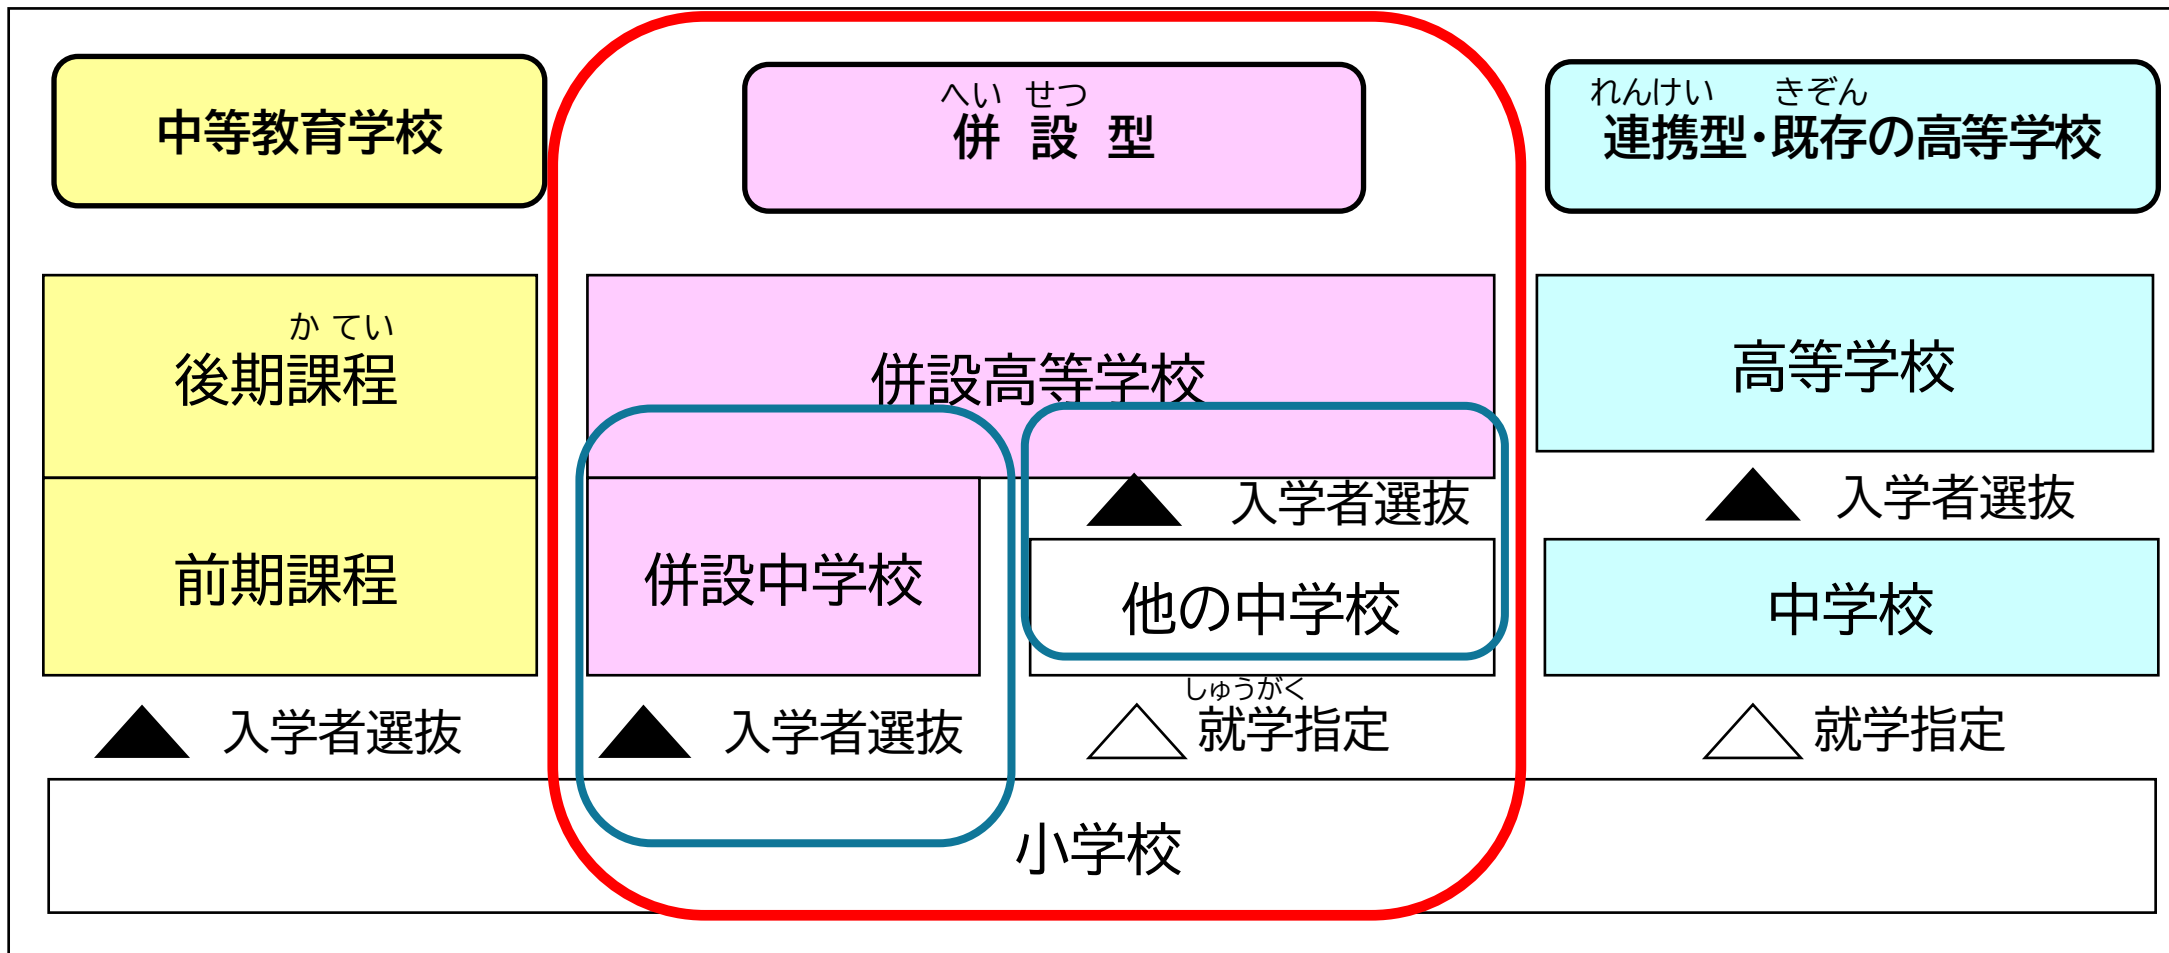 中等教育学校
へい せつ
併 設 型
れんけい きぞん
連携型・既存の高等学校
か てい
後期課程
併設高等学校
高等学校
入学者選抜
入学者選抜
前期課程
併設中学校
他の中学校
中学校
入学者選抜
入学者選抜
しゅうがく
就学指定
就学指定
小学校